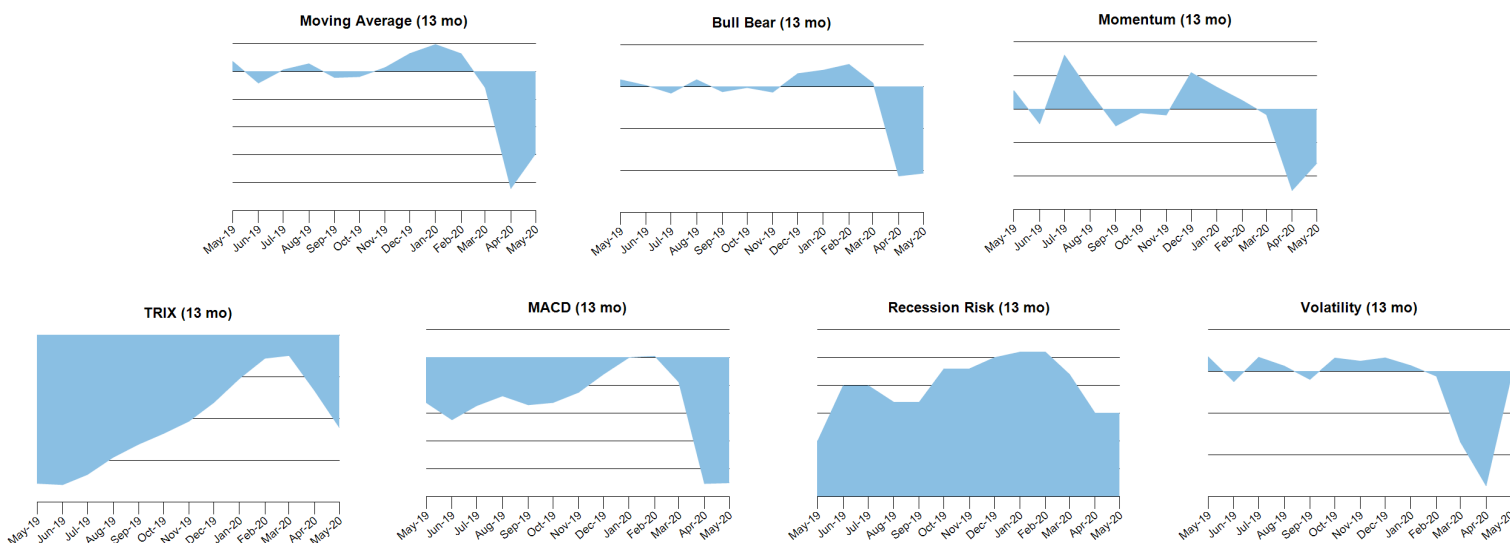 Moving Average (13 mo)
May-19 Jun-19 Jul-19 Aug-19 Sep-19 Oct-19 Nov-19 Dec-19 Jan-20 Feb-20 Mar-20 Apr-20 May-20
Bull Bear (13 mo)
May-19 Jun-19 Jul-19 Aug-19 Sep-19 Oct-19 Nov-19 Dec-19 Jan-20 Feb-20 Mar-20 Apr-20 May-20
Momentum (13 mo)
May-19 Jun-19 Jul-19 Aug-19 Sep-19 Oct-19 Nov-19 Dec-19 Jan-20 Feb-20 Mar-20 Apr-20 May-20
TRIX (13 mo)
May-19 Jun-19 Jul-19 Aug-19 Sep-19 Oct-19 Nov-19 Dec-19 Jan-20 Feb-20 Mar-20 Apr-20 May-20
MACD (13 mo)
May-19 Jun-19 Jul-19 Aug-19 Sep-19 Oct-19 Nov-19 Dec-19 Jan-20 Feb-20 Mar-20 Apr-20 May-20
Recession Risk (13 mo)
May-19 Jun-19 Jul-19 Aug-19 Sep-19 Oct-19 Nov-19 Dec-19 Jan-20 Feb-20 Mar-20 Apr-20 May-20
Volatility (13 mo)
May-19 Jun-19 Jul-19 Aug-19 Sep-19 Oct-19 Nov-19 Dec-19 Jan-20 Feb-20 Mar-20 Apr-20 May-20